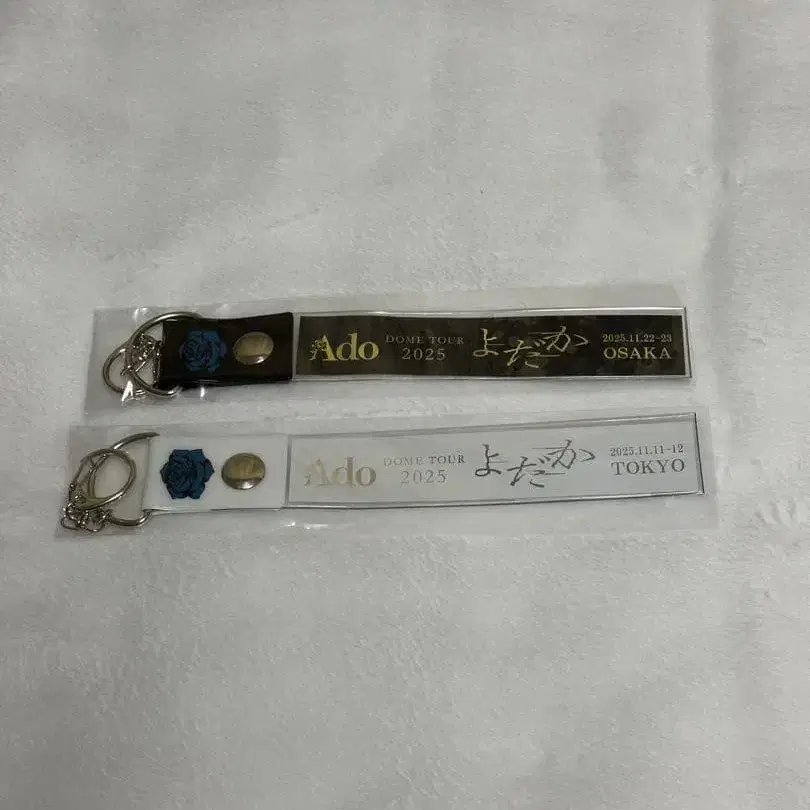 Ado DOME TOUR 2025 よだか 2025.11.22-23 OSAKA
Ado DOME TOUR 2025 よだか 2025.11.11-12 TOKYO